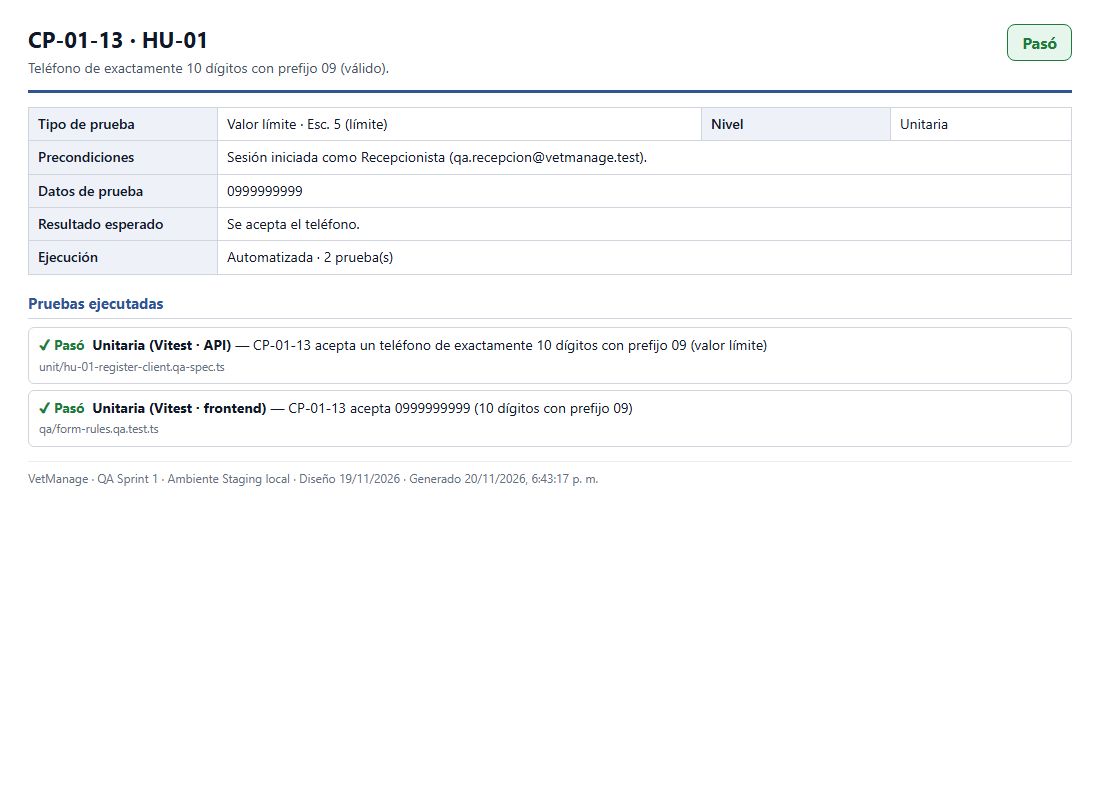 CP-01-13 · HU-01
Pasó
Teléfono de exactamente 10 dígitos con prefijo 09 (válido).
Tipo de prueba Valor límite · Esc. 5 (límite) Nivel Unitaria
Precondiciones Sesión iniciada como Recepcionista (qa.recepcion@vetmanage.test).
Datos de prueba 0999999999
Resultado esperado Se acepta el teléfono.
Ejecución Automatizada · 2 prueba(s)
Pruebas ejecutadas
✓ Pasó Unitaria (Vitest · API) — CP-01-13 acepta un teléfono de exactamente 10 dígitos con prefijo 09 (valor límite)
unit/hu-01-register-client.qa-spec.ts
✓ Pasó Unitaria (Vitest · frontend) — CP-01-13 acepta 0999999999 (10 dígitos con prefijo 09)
qa/form-rules.qa.test.ts
VetManage · QA Sprint 1 · Ambiente Staging local · Diseño 19/11/2026 · Generado 20/11/2026, 6:43:17 p. m.